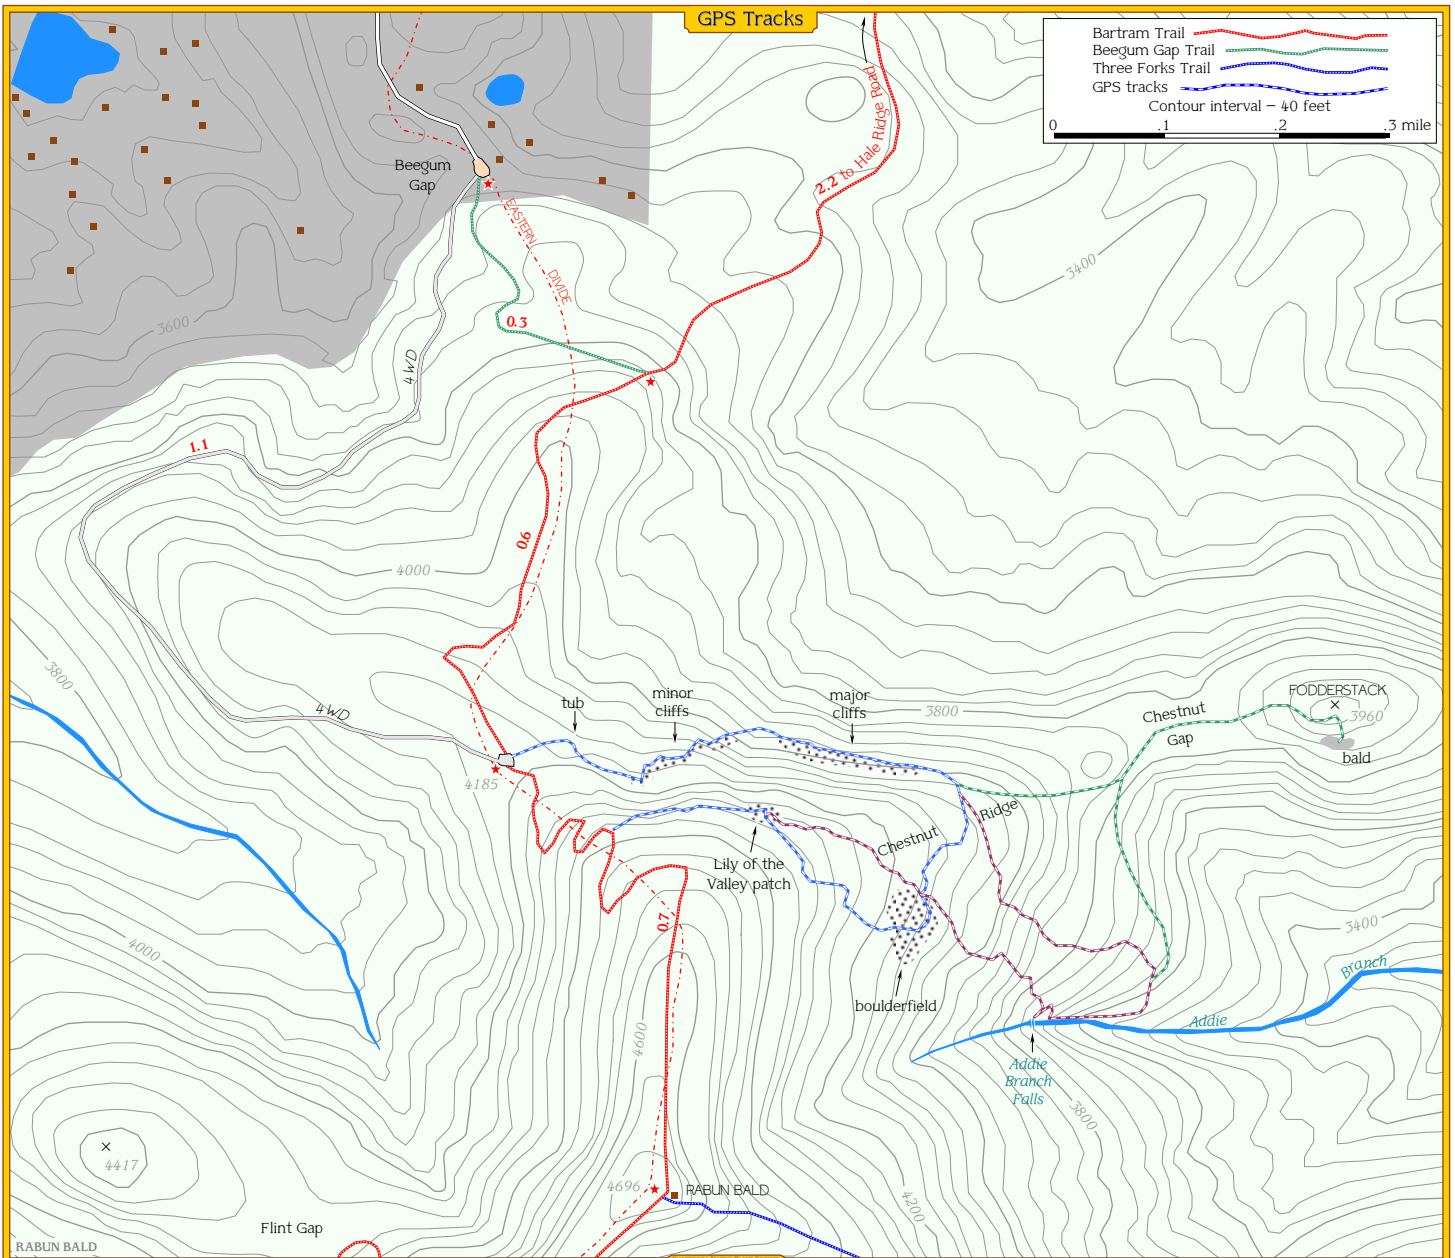 GPS Tracks
Bartram Trail
Beegum Gap Trail
Three Forks Trail
GPS tracks
Contour interval – 40 feet
0 .1 .2 .3 mile
2.2 to Hale Ridge Road
Beegum
Gap
EASTERN
DIVIDE
3400
3600
0.3
4WD
1.1
0.6
4000
3800
4WD
tub
minor
cliffs
major
cliffs
3800
Chestnut
Gap
FODDERSTACK
3960
bald
4185
Ridge
Chestnut
Lily of the
Valley patch
0.7
4000
3400
boulderfield
Branch
Addie
4600
Addie
Branch
Falls
3800
4417
4696
RABUN BALD
4200
Flint Gap
RABUN BALD